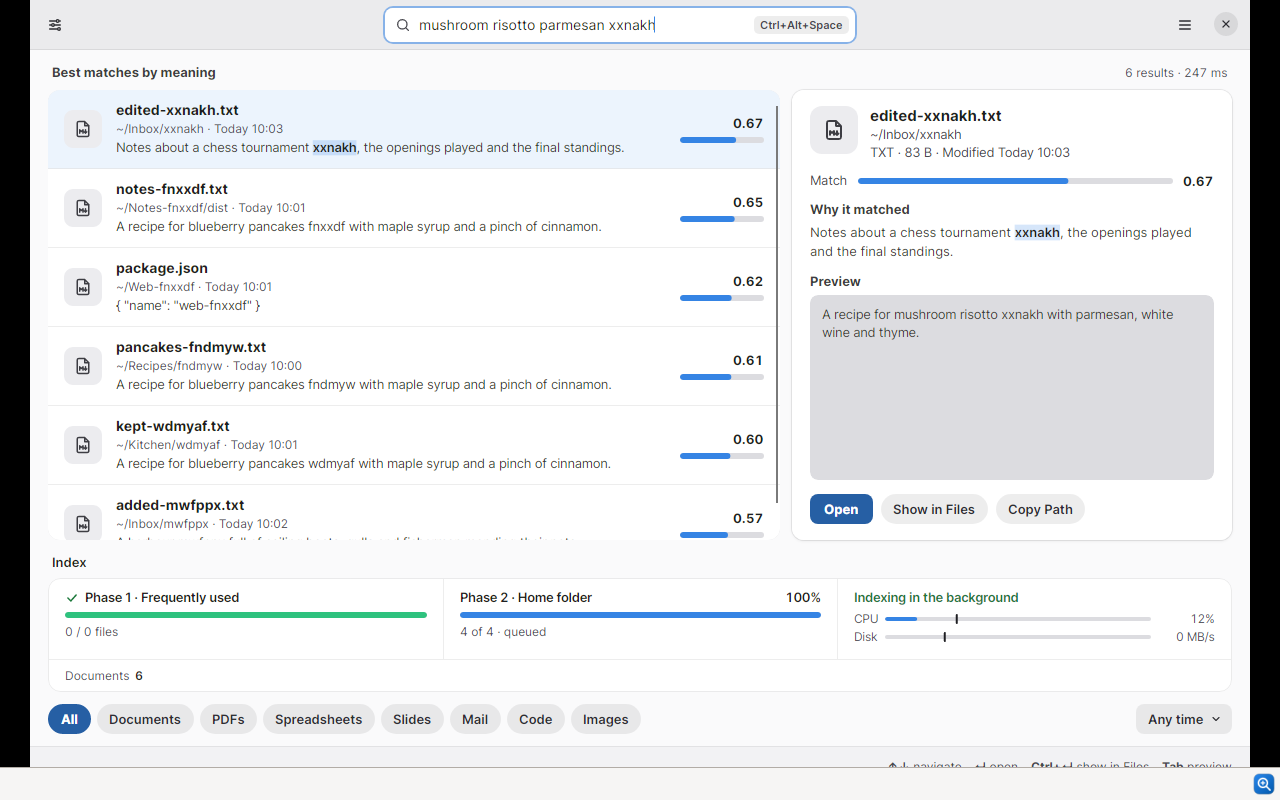 mushroom risotto parmesan xxnakh
Ctrl+Alt+Space
Best matches by meaning
6 results · 247 ms
edited-xxnakh.txt
~/Inbox/xxnakh · Today 10:03
Notes about a chess tournament xxnakh, the openings played and the final standings.
0.67
notes-fnxxdf.txt
~/Notes-fnxxdf/dist · Today 10:01
A recipe for blueberry pancakes fnxxdf with maple syrup and a pinch of cinnamon.
0.65
package.json
~/Web-fnxxdf · Today 10:01
{ "name": "web-fnxxdf" }
0.62
pancakes-fndmyw.txt
~/Recipes/fndmyw · Today 10:00
A recipe for blueberry pancakes fndmyw with maple syrup and a pinch of cinnamon.
0.61
kept-wdmyaf.txt
~/Kitchen/wdmyaf · Today 10:01
A recipe for blueberry pancakes wdmyaf with maple syrup and a pinch of cinnamon.
0.60
added-mwfppx.txt
~/Inbox/mwfppx · Today 10:02
0.57
edited-xxnakh.txt
~/Inbox/xxnakh
TXT · 83 B · Modified Today 10:03
Match 0.67
Why it matched
Notes about a chess tournament xxnakh, the openings played
and the final standings.
Preview
A recipe for mushroom risotto xxnakh with parmesan, white
wine and thyme.
Open Show in Files Copy Path
Index
Phase 1 · Frequently used
0 / 0 files
Phase 2 · Home folder 100%
4 of 4 · queued
Indexing in the background
CPU 12%
Disk 0 MB/s
Documents 6
All Documents PDFs Spreadsheets Slides Mail Code Images Any time
navigate open Ctrl+ show in Files Tab preview